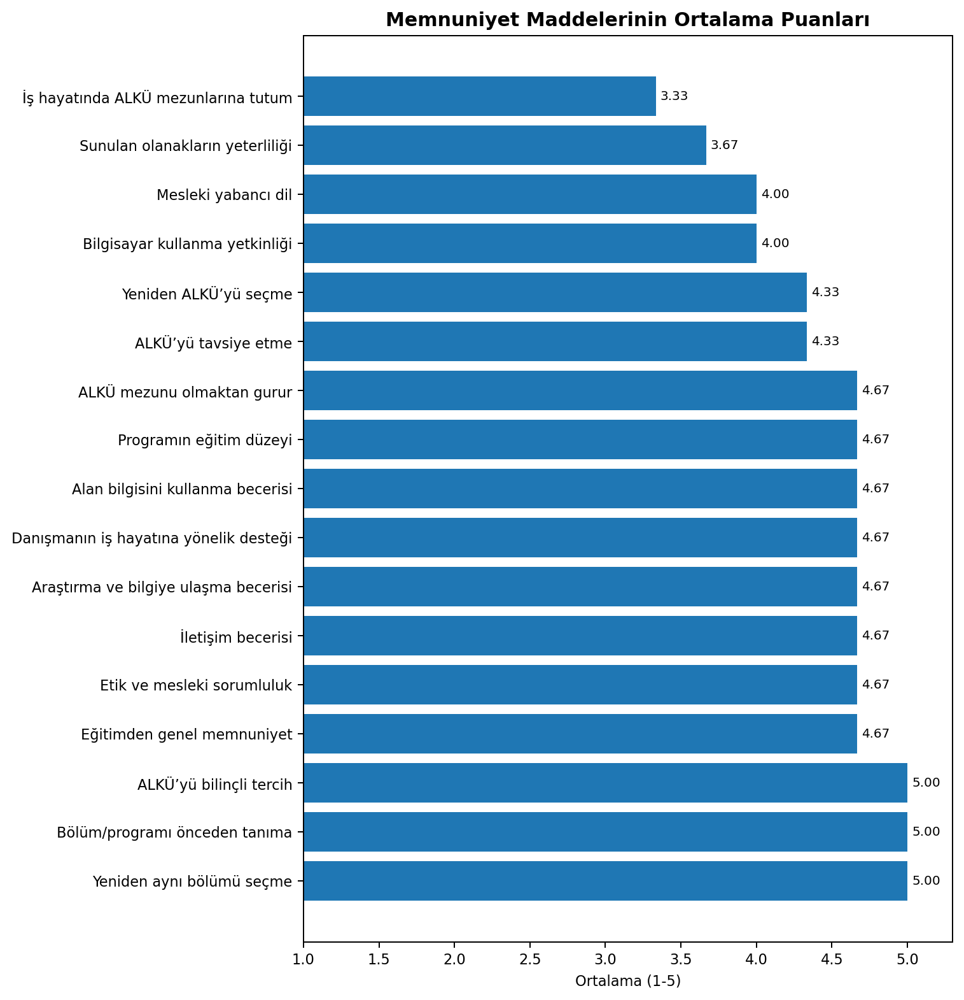 Memnuniyet Maddelerinin Ortalama Puanları
İş hayatında ALKÜ mezunlarına tutum 3.33
Sunulan olanakların yeterliliği 3.67
Mesleki yabancı dil 4.00
Bilgisayar kullanma yetkinliği 4.00
Yeniden ALKÜ’yü seçme 4.33
ALKÜ’yü tavsiye etme 4.33
ALKÜ mezunu olmaktan gurur 4.67
Programın eğitim düzeyi 4.67
Alan bilgisini kullanma becerisi 4.67
Danışmanın iş hayatına yönelik desteği 4.67
Araştırma ve bilgiye ulaşma becerisi 4.67
İletişim becerisi 4.67
Etik ve mesleki sorumluluk 4.67
Eğitimden genel memnuniyet 4.67
ALKÜ’yü bilinçli tercih 5.00
Bölüm/programı önceden tanıma 5.00
Yeniden aynı bölümü seçme 5.00
1.0 1.5 2.0 2.5 3.0 3.5 4.0 4.5 5.0
Ortalama (1-5)